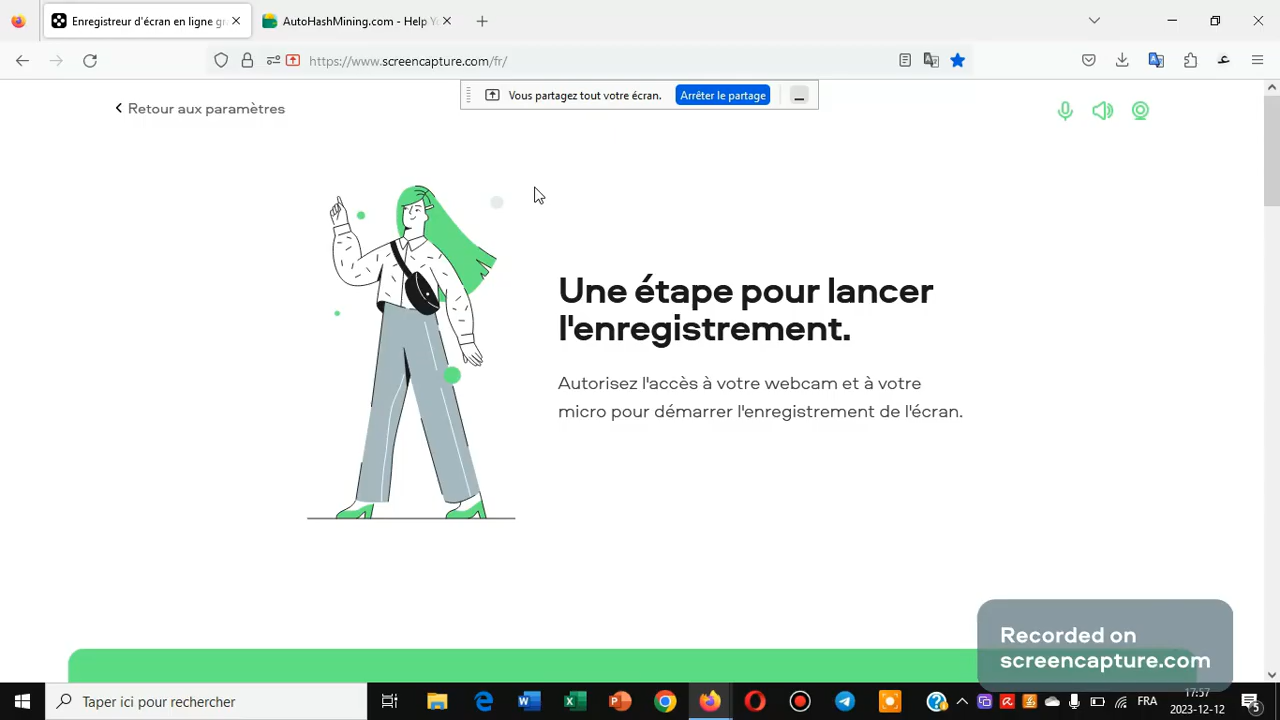 Enregistreur d'écran en ligne gr
AutoHashMining.com - Help Y
https://www.screencapture.com/fr/
Vous partagez tout votre écran.
Arrêter le partage
Retour aux paramètres
Une étape pour lancer
l'enregistrement.
Autorisez l'accès à votre webcam et à votre
micro pour démarrer l'enregistrement de l'écran.
Recorded on
screencapture.com
Taper ici pour rechercher
FRA
17:57
2023-12-12
5